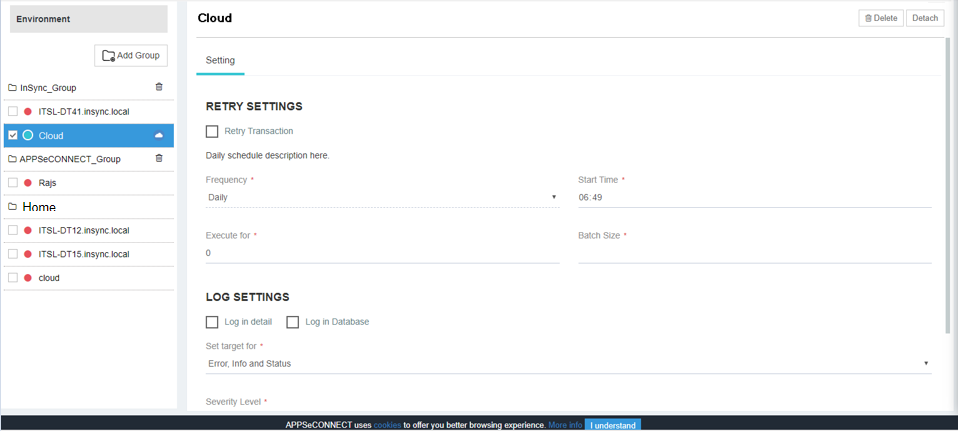 Environment
Add Group
InSync_Group
ITSL-DT41.insync.local
Cloud
APPSeCONNECT_Group
Rajs
Home
ITSL-DT12.insync.local
ITSL-DT15.insync.local
cloud
Cloud
Delete
Detach
Setting
RETRY SETTINGS
Retry Transaction
Daily schedule description here.
Frequency *
Start Time *
Daily
06:49
Execute for *
Batch Size *
0
LOG SETTINGS
Log in detail
Log in Database
Set target for *
Error, Info and Status
Severity Level *
APPSeCONNECT uses cookies to offer you better browsing experience. More info I understand